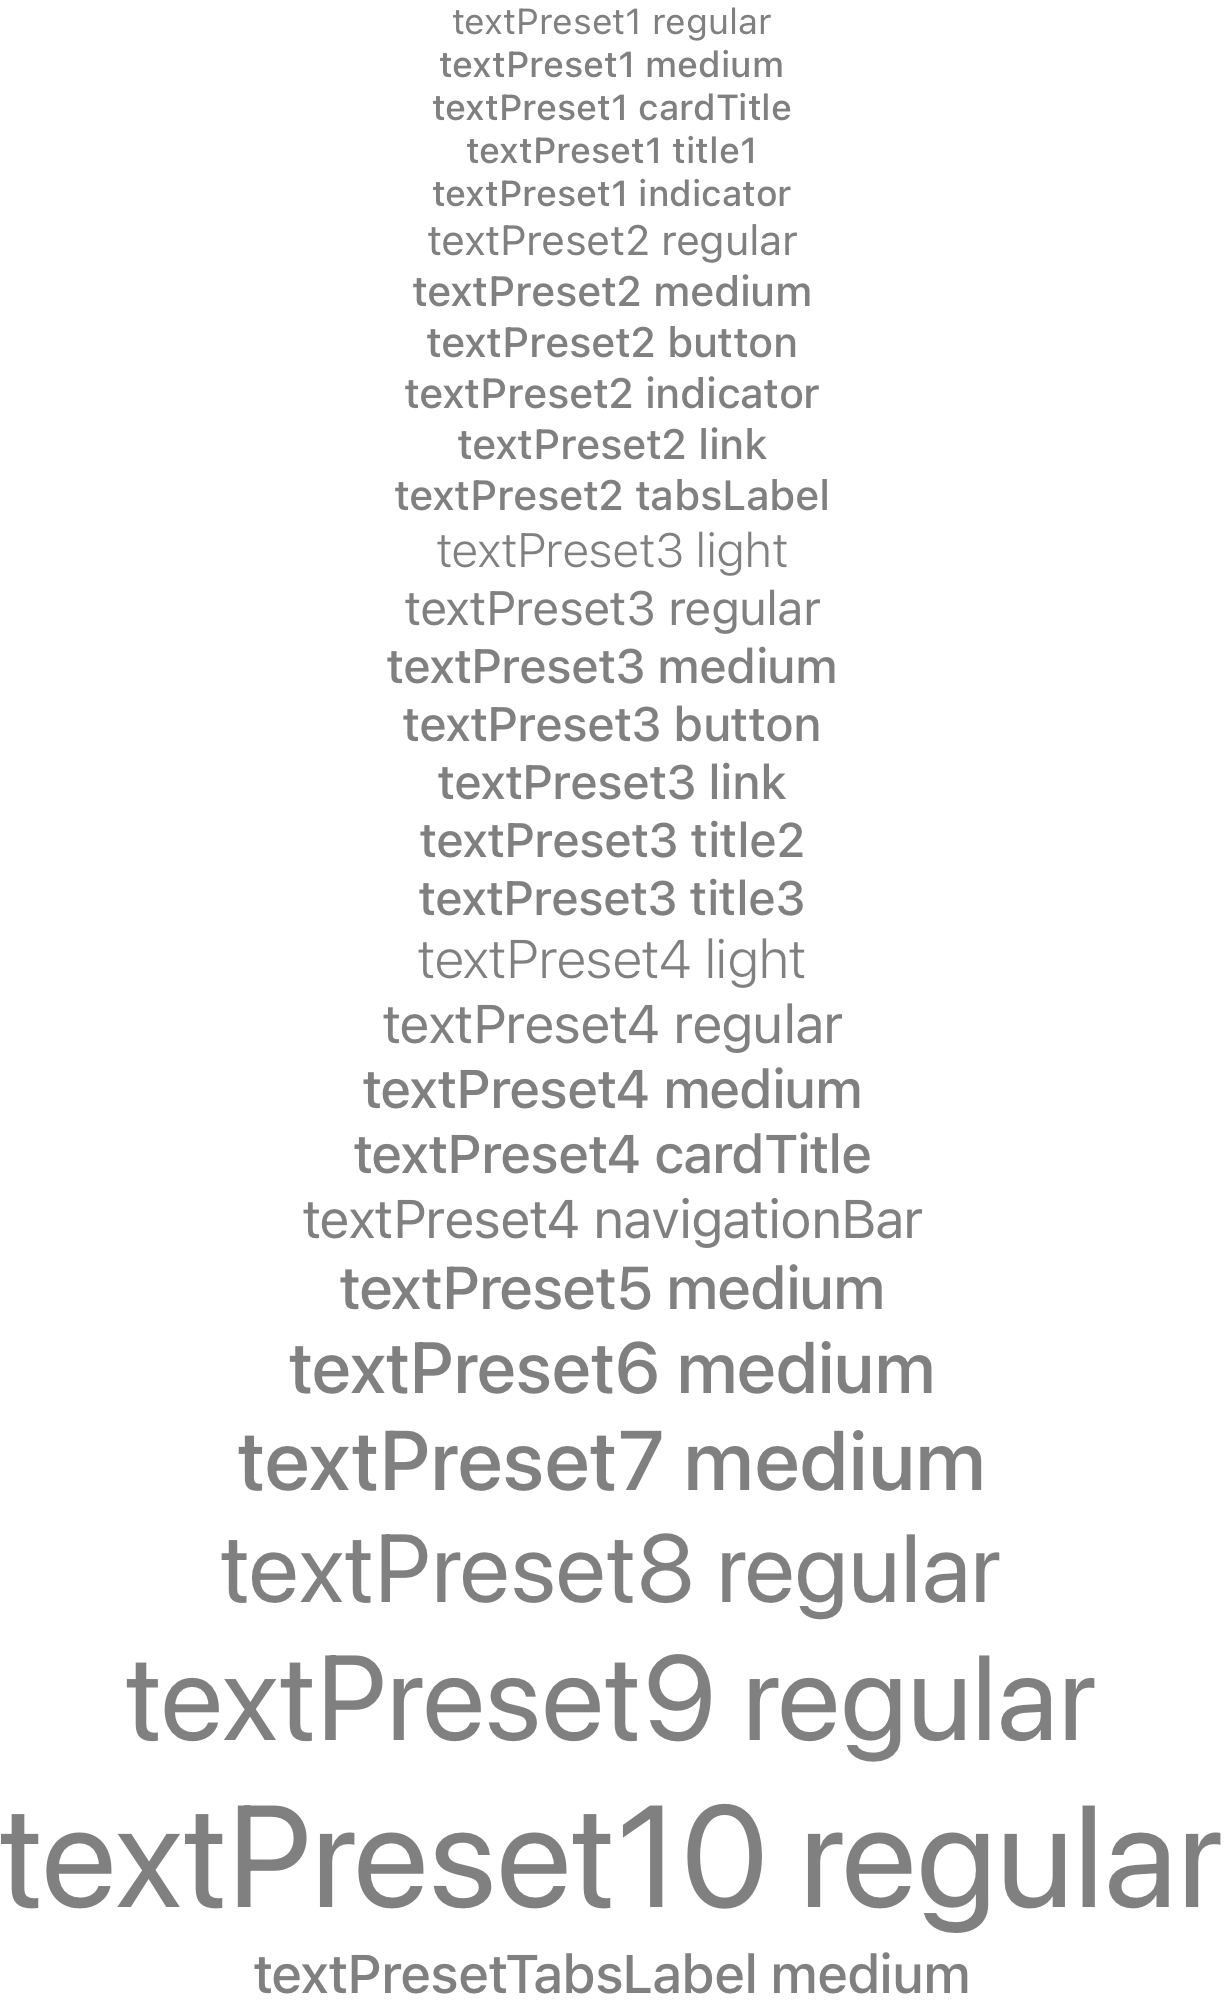 textPreset1 regular
textPreset1 medium
textPreset1 cardTitle
textPreset1 title1
textPreset1 indicator
textPreset2 regular
textPreset2 medium
textPreset2 button
textPreset2 indicator
textPreset2 link
textPreset2 tabsLabel
textPreset3 light
textPreset3 regular
textPreset3 medium
textPreset3 button
textPreset3 link
textPreset3 title2
textPreset3 title3
textPreset4 light
textPreset4 regular
textPreset4 medium
textPreset4 cardTitle
textPreset4 navigationBar
textPreset5 medium
textPreset6 medium
textPreset7 medium
textPreset8 regular
textPreset9 regular
textPreset10 regular
textPresetTabsLabel medium